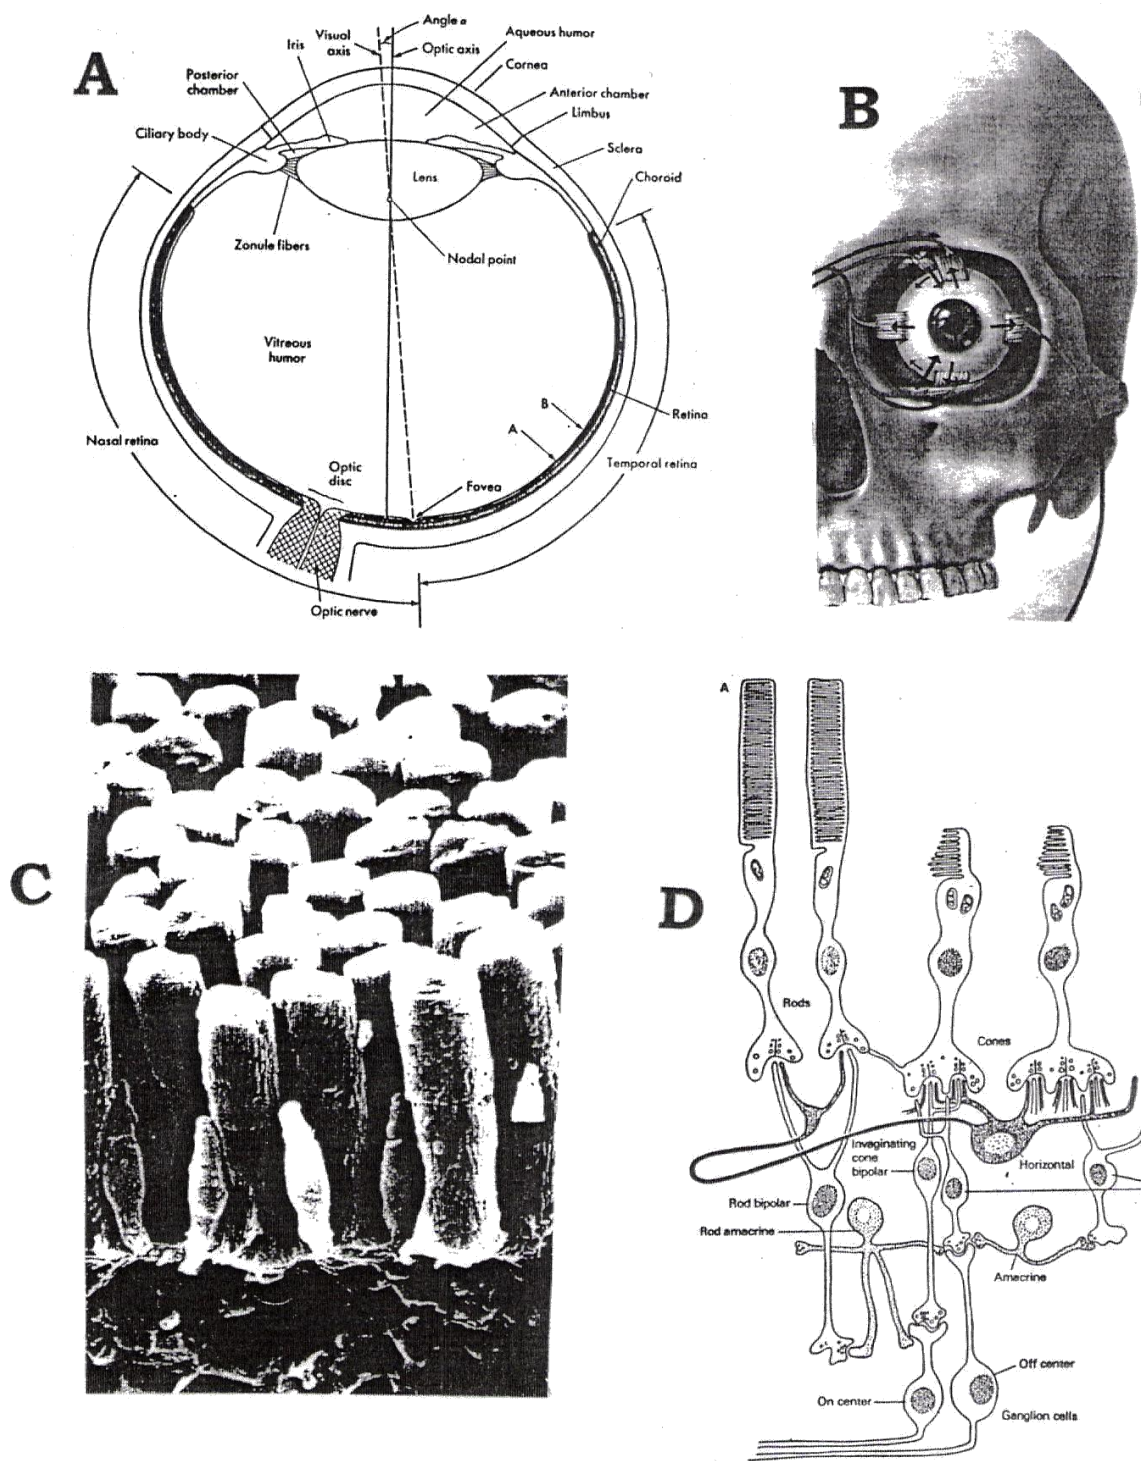 A
Angle α
Visual
axis
Optic axis
Iris
Aqueous humor
Cornea
Posterior
chamber
Anterior chamber
Limbus
Ciliary body
Sclera
Choroid
Lens
Zonule fibers
Nodal point
Vitreous
humor
B
A
Retina
Nasal retina
Temporal retina
Optic
disc
Fovea
Optic nerve
B
C
D
A
Rods
Cones
Invaginating
cone
bipolar
Horizontal
Rod bipolar
Rod amacrine
Amacrine
Off center
On center
Ganglion cells